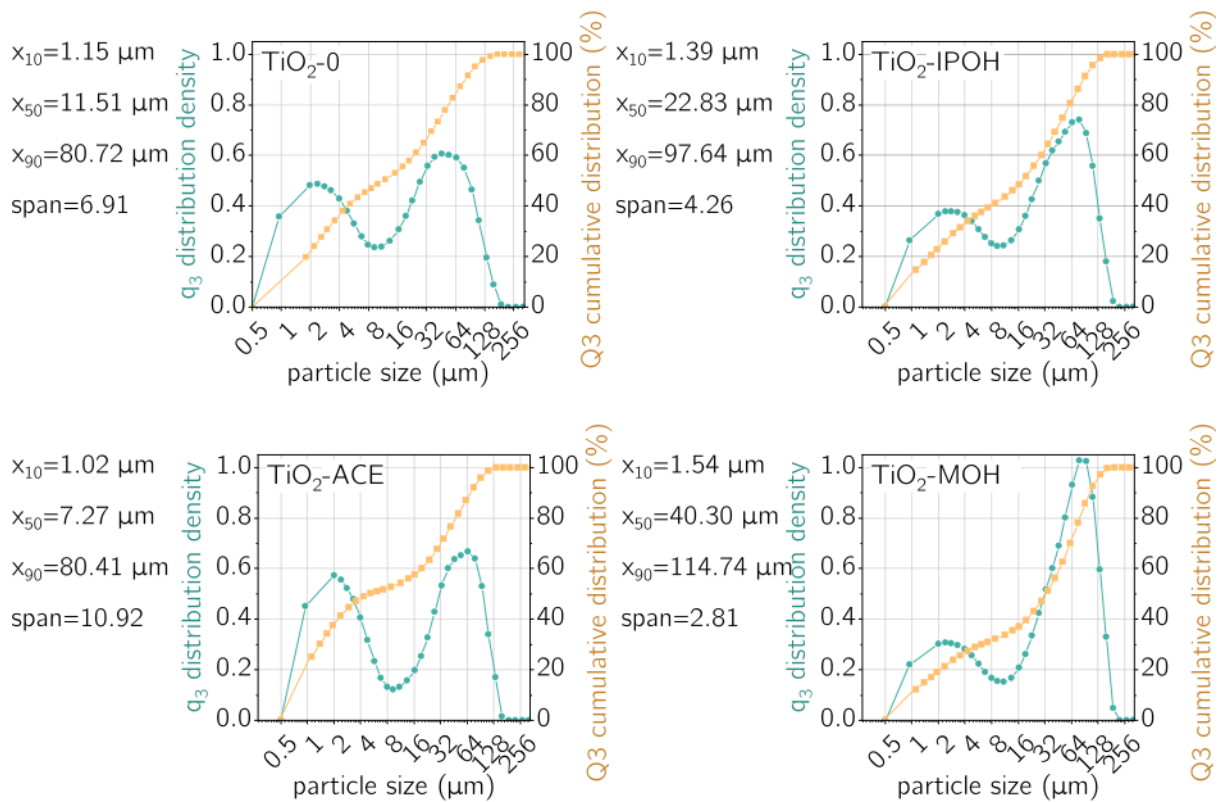 TiO₂-0
x₁₀=1.15 µm
x₅₀=11.51 µm
x₉₀=80.72 µm
span=6.91
q₃ distribution density
1.0
0.8
0.6
0.4
0.2
0.0
100
80
60
40
20
0
Q3 cumulative distribution (%)
0.5 1 2 4 8 16 32 64 128 256
particle size (µm)
TiO₂-IPOH
x₁₀=1.39 µm
x₅₀=22.83 µm
x₉₀=97.64 µm
span=4.26
q₃ distribution density
1.0
0.8
0.6
0.4
0.2
0.0
100
80
60
40
20
0
Q3 cumulative distribution (%)
0.5 1 2 4 8 16 32 64 128 256
particle size (µm)
TiO₂-ACE
x₁₀=1.02 µm
x₅₀=7.27 µm
x₉₀=80.41 µm
span=10.92
q₃ distribution density
1.0
0.8
0.6
0.4
0.2
0.0
100
80
60
40
20
0
Q3 cumulative distribution (%)
0.5 1 2 4 8 16 32 64 128 256
particle size (µm)
TiO₂-MOH
x₁₀=1.54 µm
x₅₀=40.30 µm
x₉₀=114.74 µm
span=2.81
q₃ distribution density
1.0
0.8
0.6
0.4
0.2
0.0
100
80
60
40
20
0
Q3 cumulative distribution (%)
0.5 1 2 4 8 16 32 64 128 256
particle size (µm)